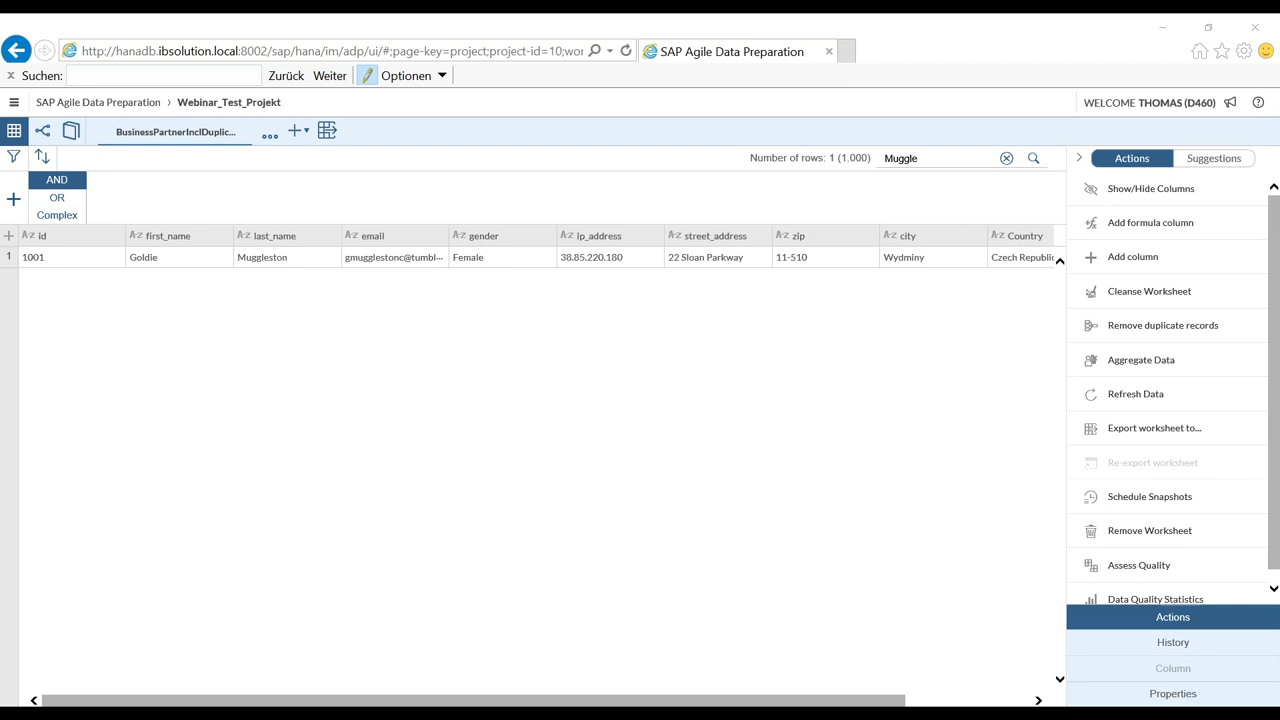 http://hanadb.ibsolution.local:8002/sap/hana/im/adp/ui/#;page-key=project;project-id=10;wor
SAP Agile Data Preparation
Suchen: Zurück Weiter Optionen
SAP Agile Data Preparation › Webinar_Test_Projekt
WELCOME THOMAS (D460)
BusinessPartnerInclDuplic...
Number of rows: 1 (1.000) Muggle
Actions Suggestions
AND
OR
Complex
id first_name last_name email gender ip_address street_address zip city Country
1 1001 Goldie Muggleston gmugglestonc@tumbl... Female 38.85.220.180 22 Sloan Parkway 11-510 Wydminy Czech Republic
Show/Hide Columns
Add formula column
Add column
Cleanse Worksheet
Remove duplicate records
Aggregate Data
Refresh Data
Export worksheet to...
Re-export worksheet
Schedule Snapshots
Remove Worksheet
Assess Quality
Data Quality Statistics
Actions
History
Column
Properties